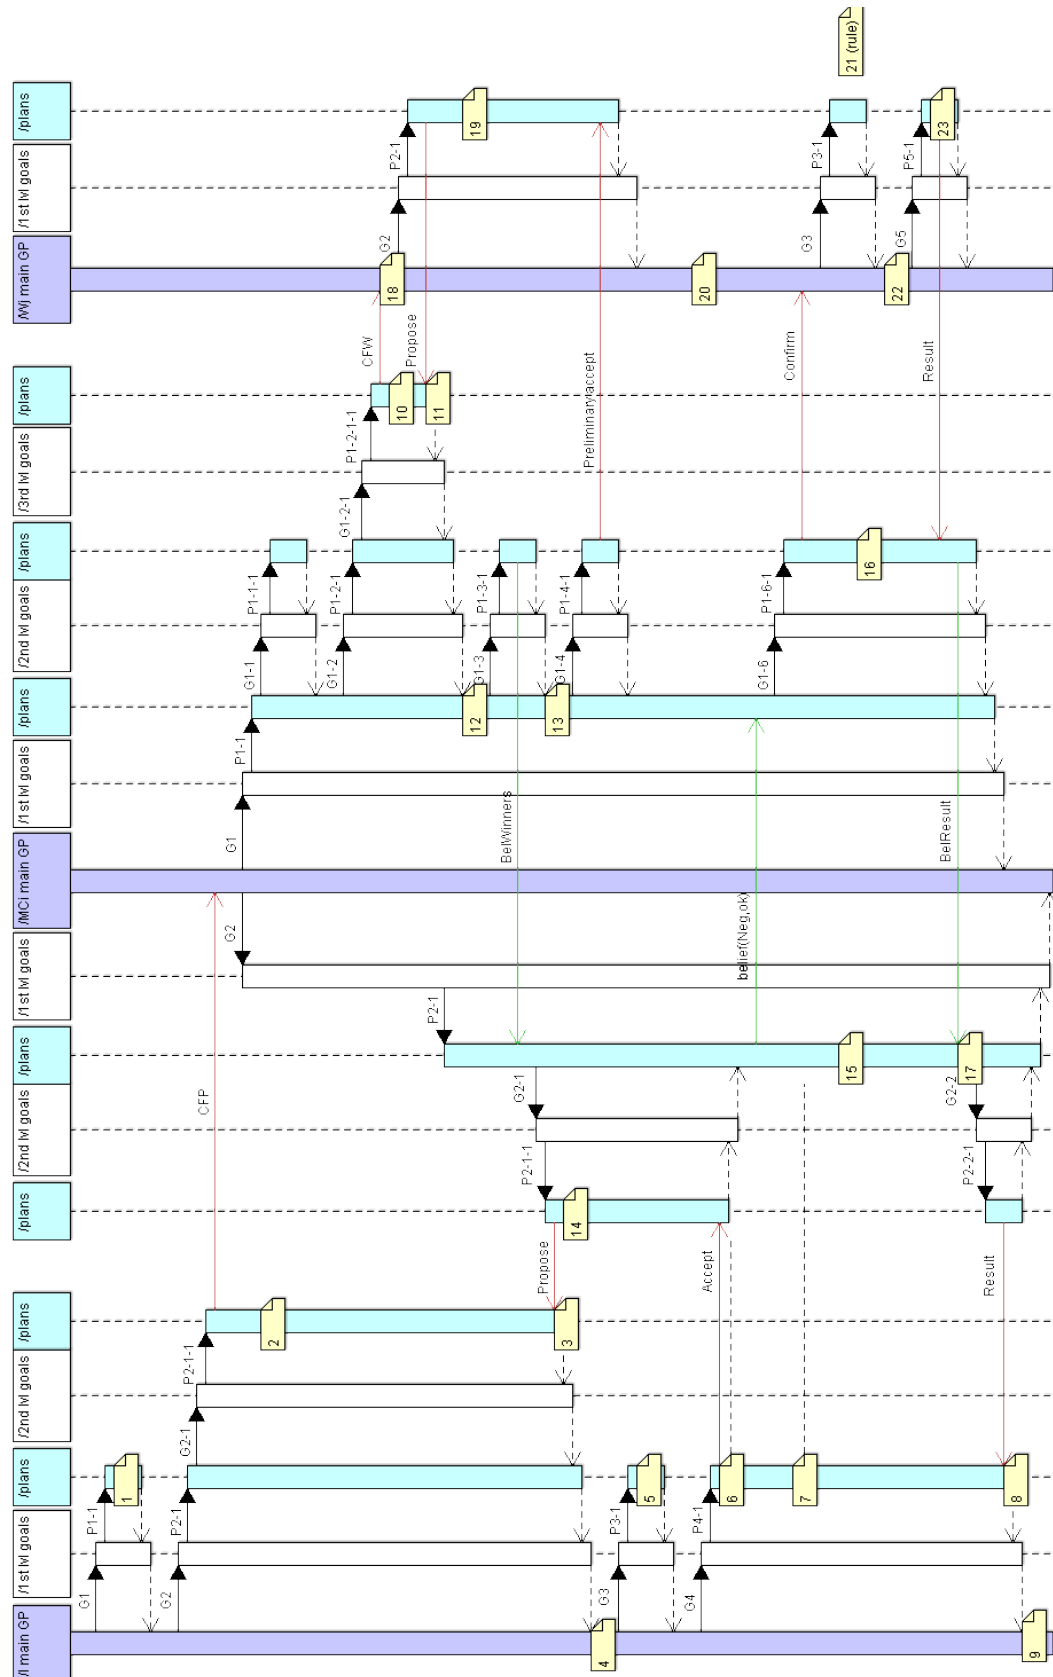 /I main GP
/1st lvl goals
/plans
/2nd lvl goals
/plans
/plans
/2nd lvl goals
/plans
/1st lvl goals
/MCi main GP
/1st lvl goals
/plans
/2nd lvl goals
/plans
/3rd lvl goals
/plans
/Wj main GP
/1st lvl goals
/plans
G1
P1-1
1
G2
P2-1
G2-1
P2-1-1
CFP
2
G2
G1
P1-1
G1-1
P1-1-1
G1-2
P1-2-1
G1-2-1
P1-2-1-1
CFW
10
18
G2
P2-1
Propose
11
19
P2-1
12
G1-3
P1-3-1
BelWinners
G2-1
P2-1-1
Propose
3
14
13
G1-4
P1-4-1
Preliminary accept
4
G3
P3-1
5
G4
P4-1
Accept
6
20
belief(Neg,ok)
G1-6
P1-6-1
Confirm
7
G3
P3-1
21 (rule)
15
16
22
G5
P5-1
23
Result
BelResult
17
G2-2
P2-2-1
Result
8
9